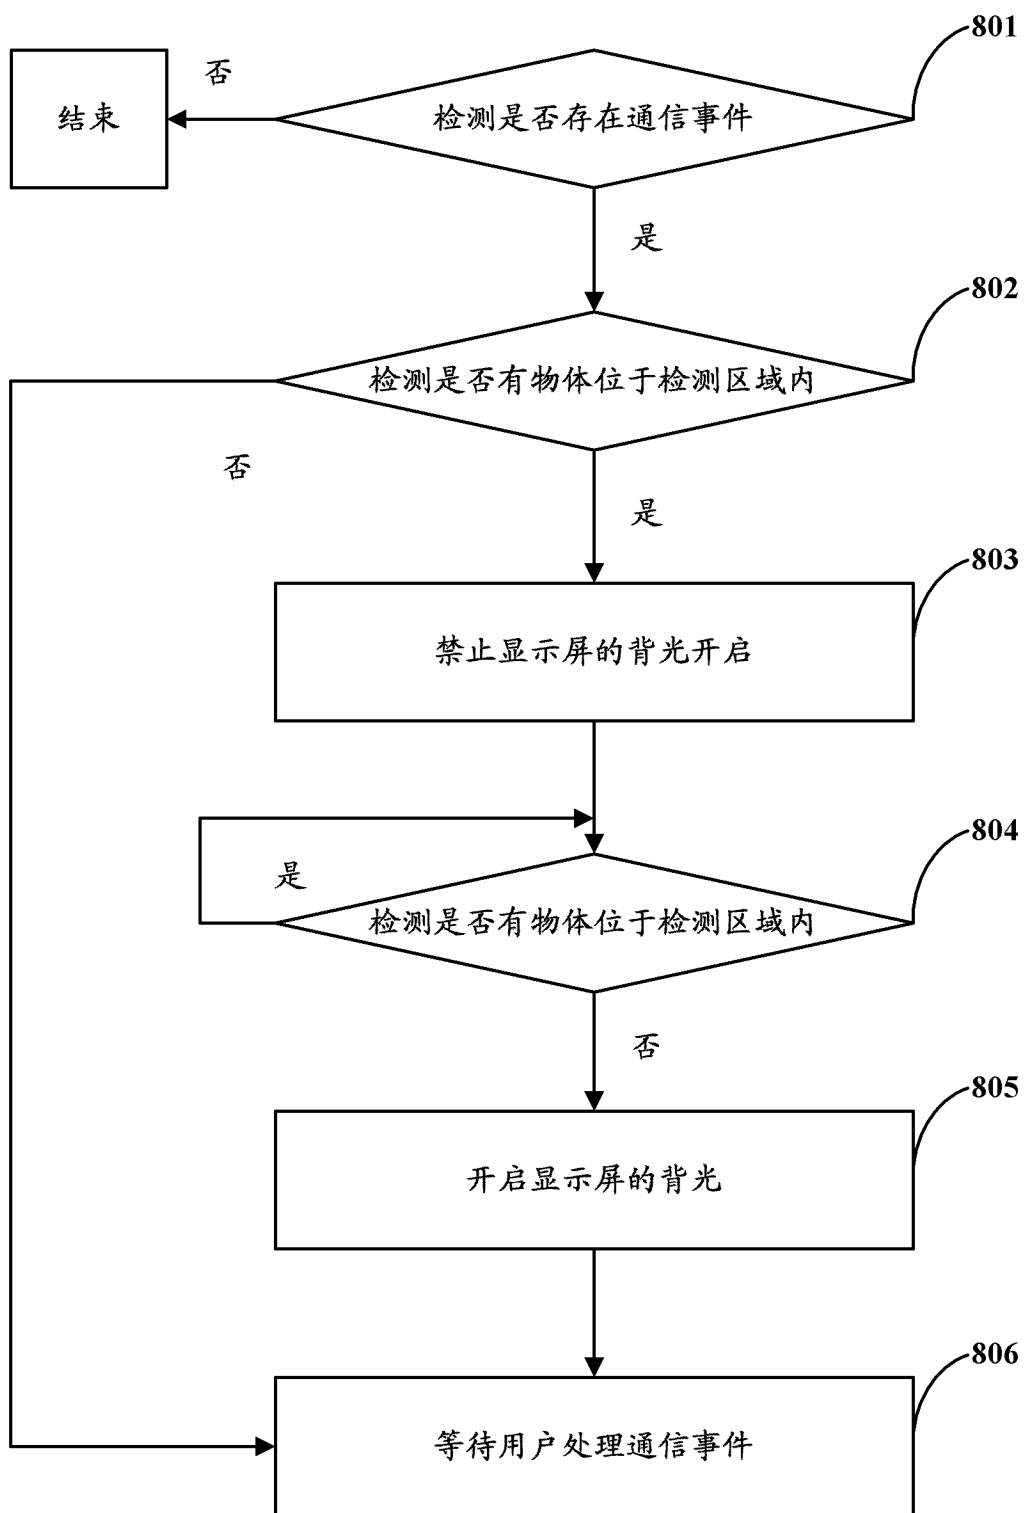 801
结束
否
检测是否存在通信事件
是
802
检测是否有物体位于检测区域内
否
是
803
禁止显示屏的背光开启
804
是
检测是否有物体位于检测区域内
否
805
开启显示屏的背光
806
等待用户处理通信事件